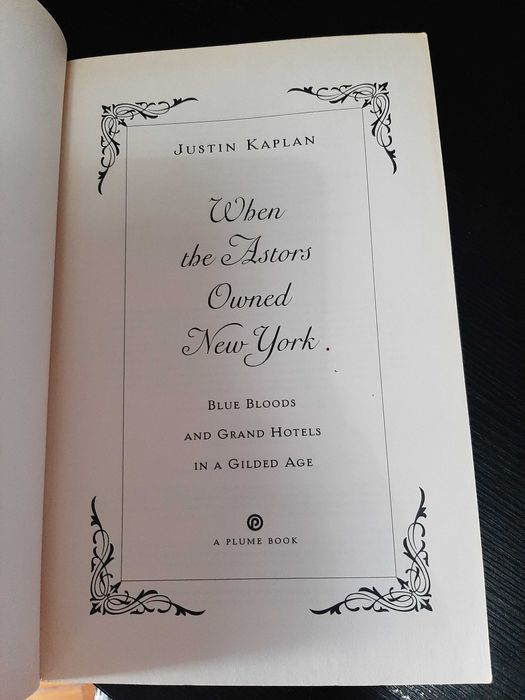 JUSTIN KAPLAN
When
the Astors
Owned
New York
BLUE BLOODS
AND GRAND HOTELS
IN A GILDED AGE
A PLUME BOOK